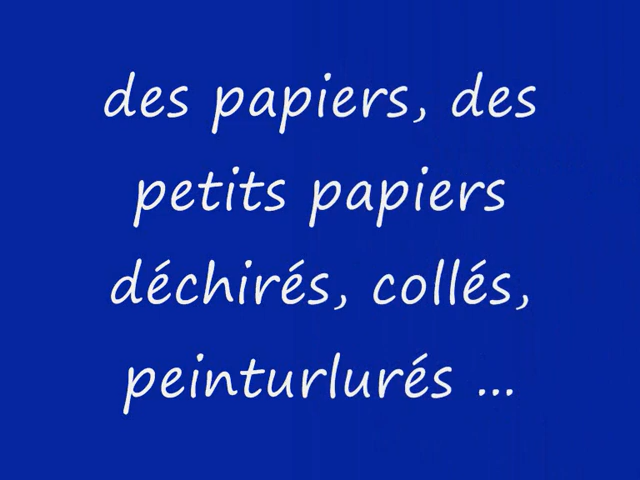 des papiers, des
petits papiers
déchirés, collés,
peinturlurés ...